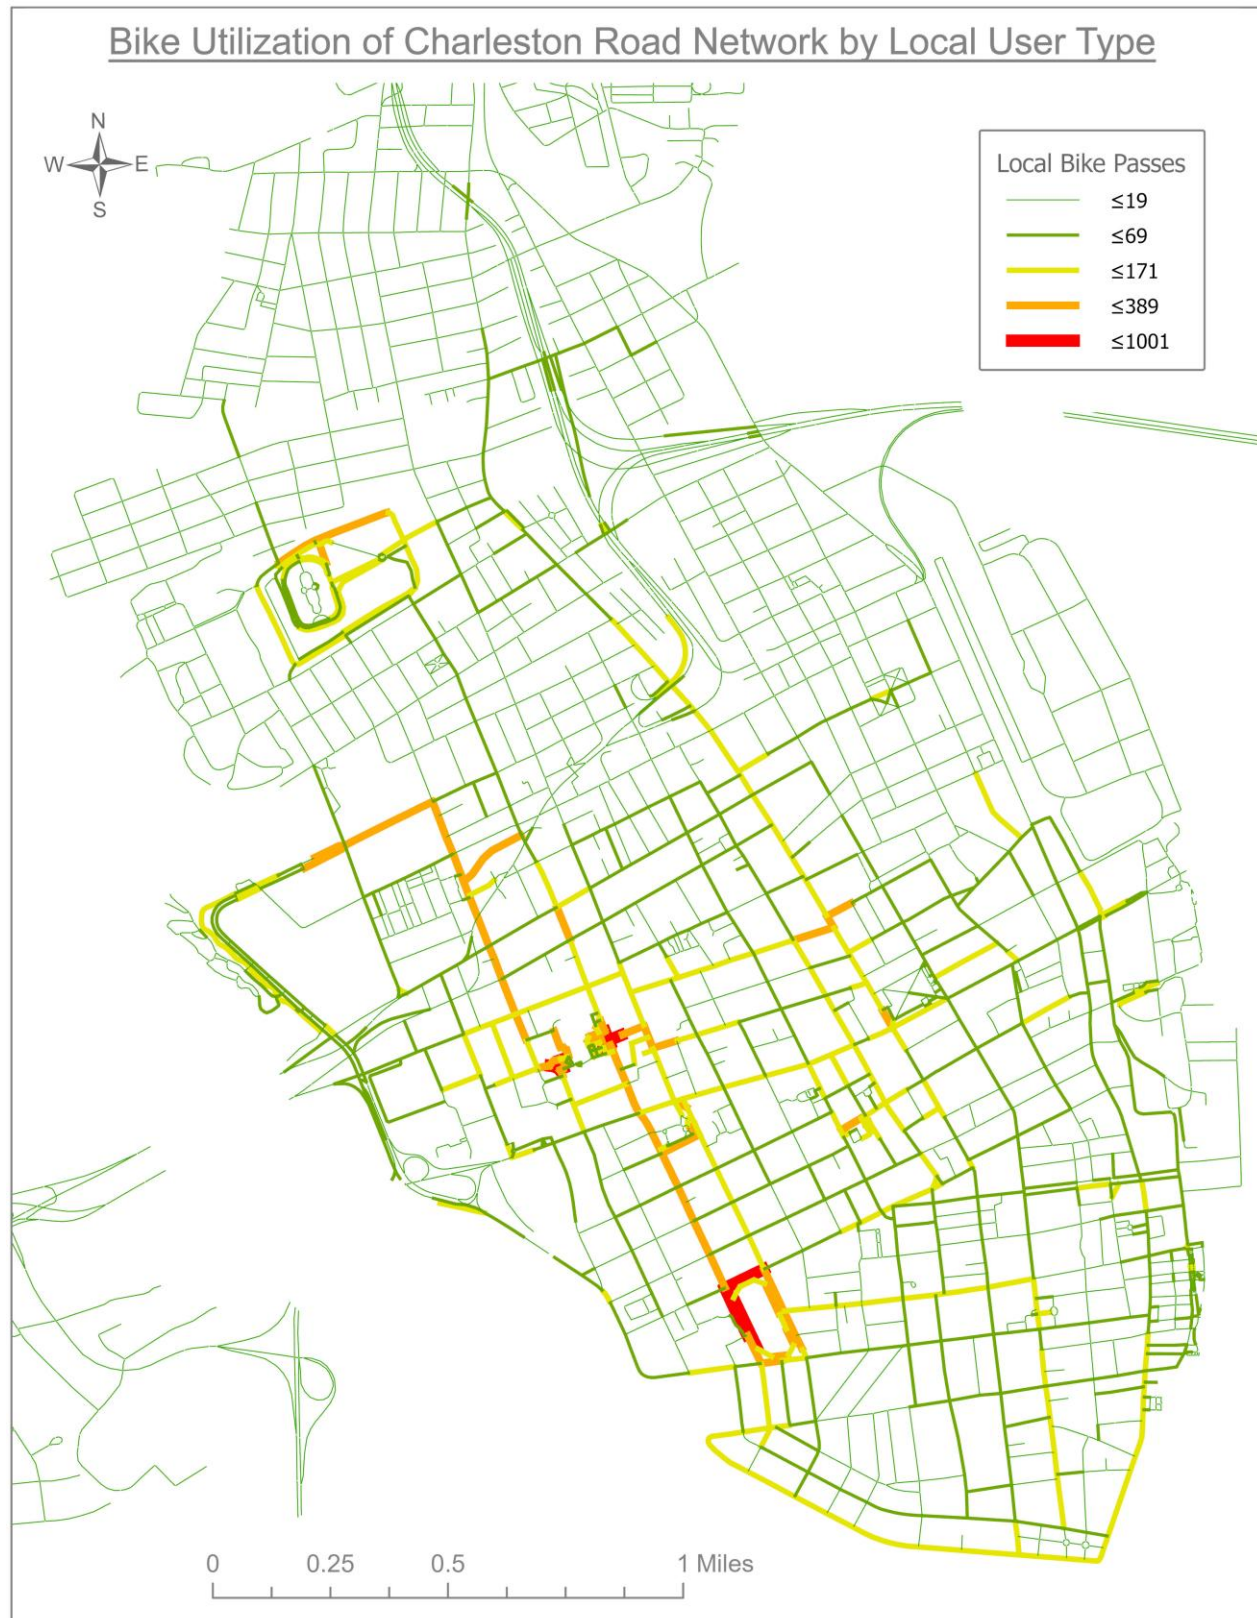 Bike Utilization of Charleston Road Network by Local User Type
N
W E
S
Local Bike Passes
≤19
≤69
≤171
≤389
≤1001
0 0.25 0.5 1 Miles